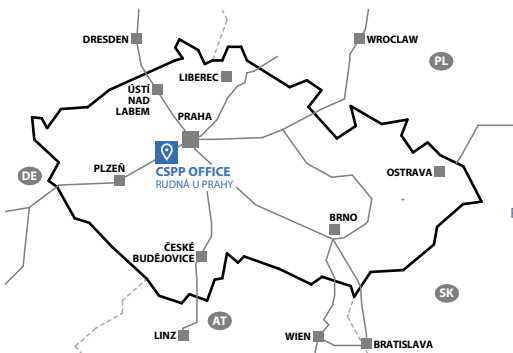 DRESDEN
WROCLAW
PL
LIBEREC
ÚSTÍ
NAD
LABEM
PRAHA
DE
PLZEŇ
CSPP OFFICE
RUDNÁ U PRAHY
OSTRAVA
BRNO
ČESKÉ
BUDĚJOVICE
SK
AT
LINZ
WIEN
BRATISLAVA